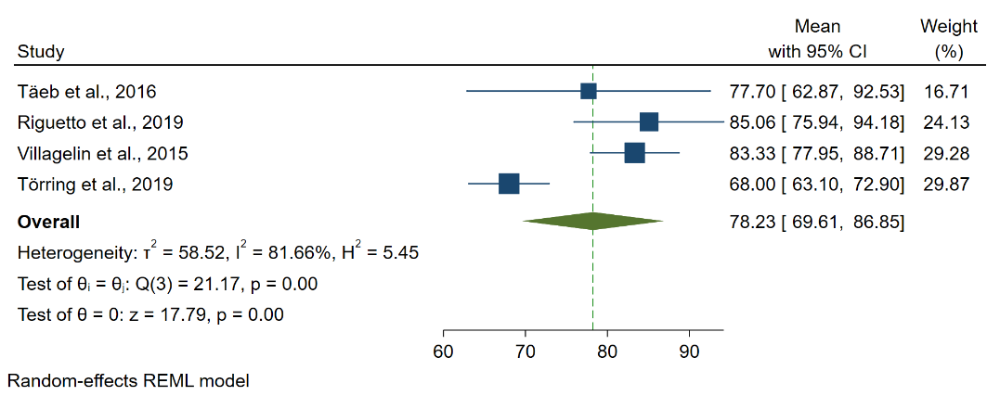 Mean Weight
Study with 95% CI (%)
Täeb et al., 2016 77.70 [ 62.87, 92.53] 16.71
Riguetto et al., 2019 85.06 [ 75.94, 94.18] 24.13
Villagelin et al., 2015 83.33 [ 77.95, 88.71] 29.28
Törring et al., 2019 68.00 [ 63.10, 72.90] 29.87
Overall 78.23 [ 69.61, 86.85]
Heterogeneity: τ² = 58.52, I² = 81.66%, H² = 5.45
Test of θᵢ = θⱼ: Q(3) = 21.17, p = 0.00
Test of θ = 0: z = 17.79, p = 0.00
60 70 80 90
Random-effects REML model